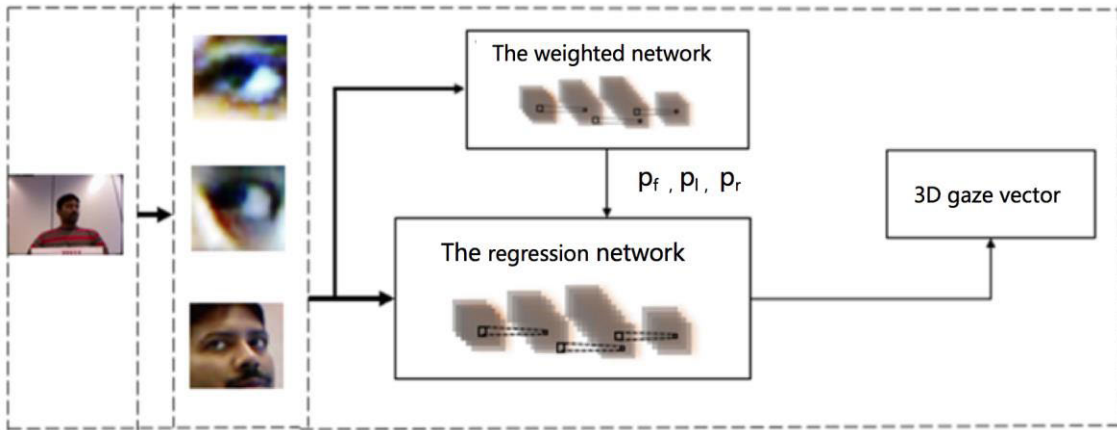 The weighted network
pf , pl , pr
3D gaze vector
The regression network